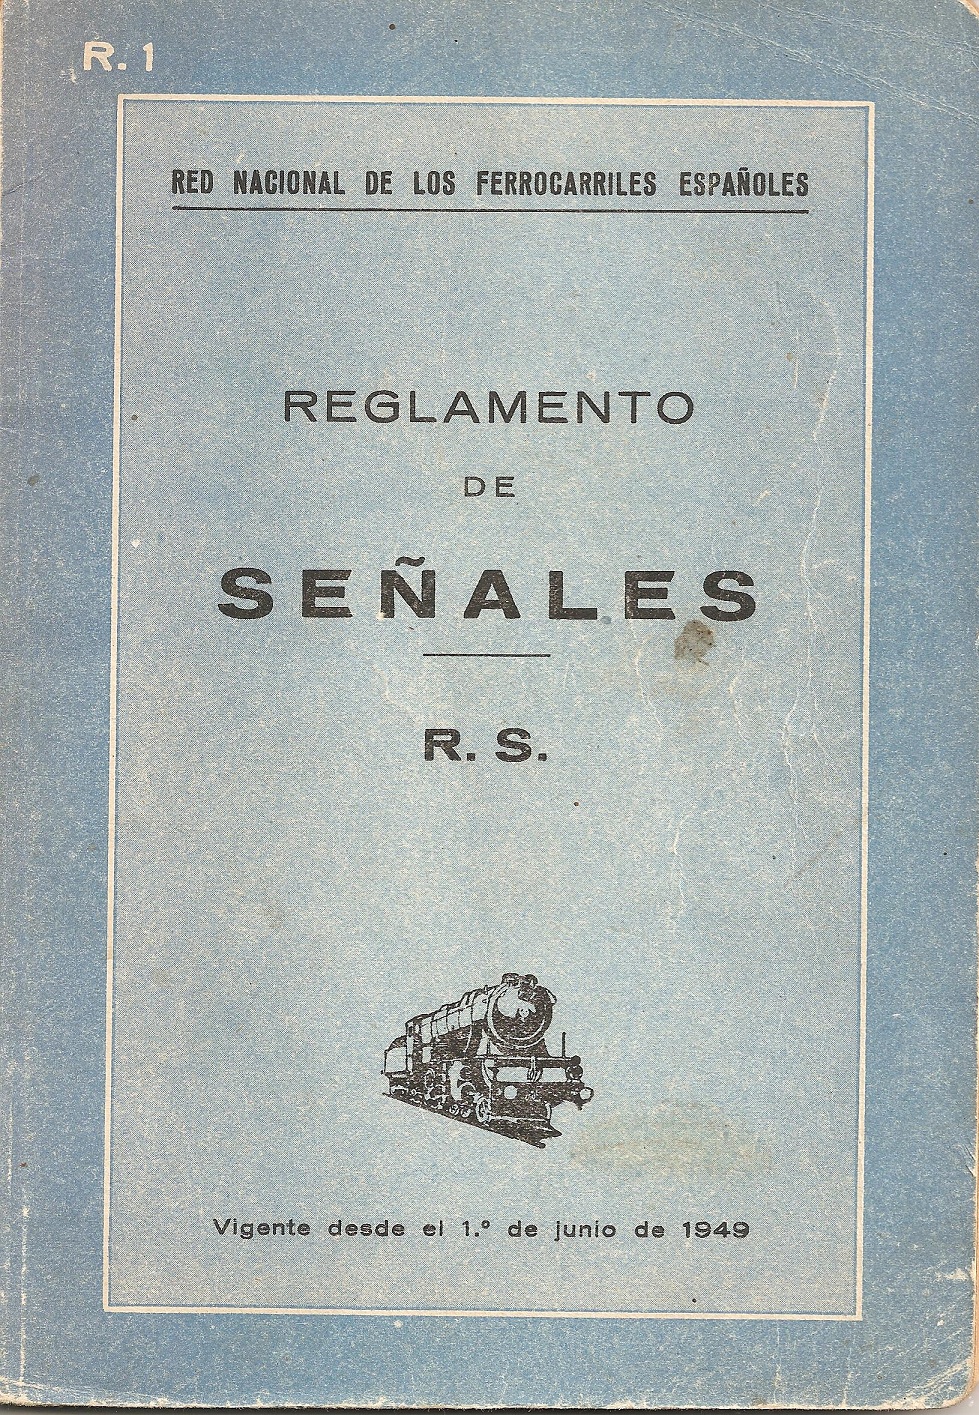 R. 1
RED NACIONAL DE LOS FERROCARRILES ESPAÑOLES
REGLAMENTO
DE
SEÑALES
R. S.
Vigente desde el 1.º de junio de 1949